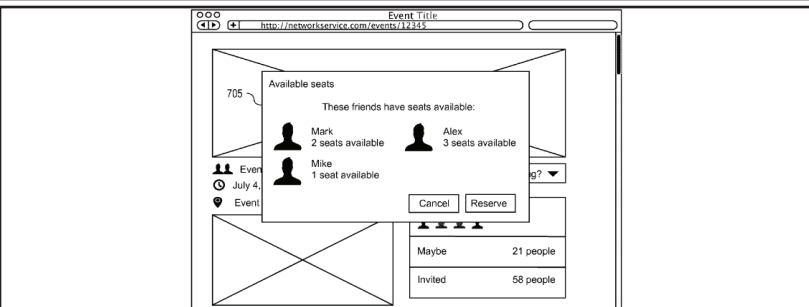 Event Title
http://networkservice.com/events/12345
705
Available seats
These friends have seats available:
Mark
2 seats available
Alex
3 seats available
Mike
1 seat available
Even
g?
July 4,
Event
Cancel
Reserve
Maybe
21 people
Invited
58 people